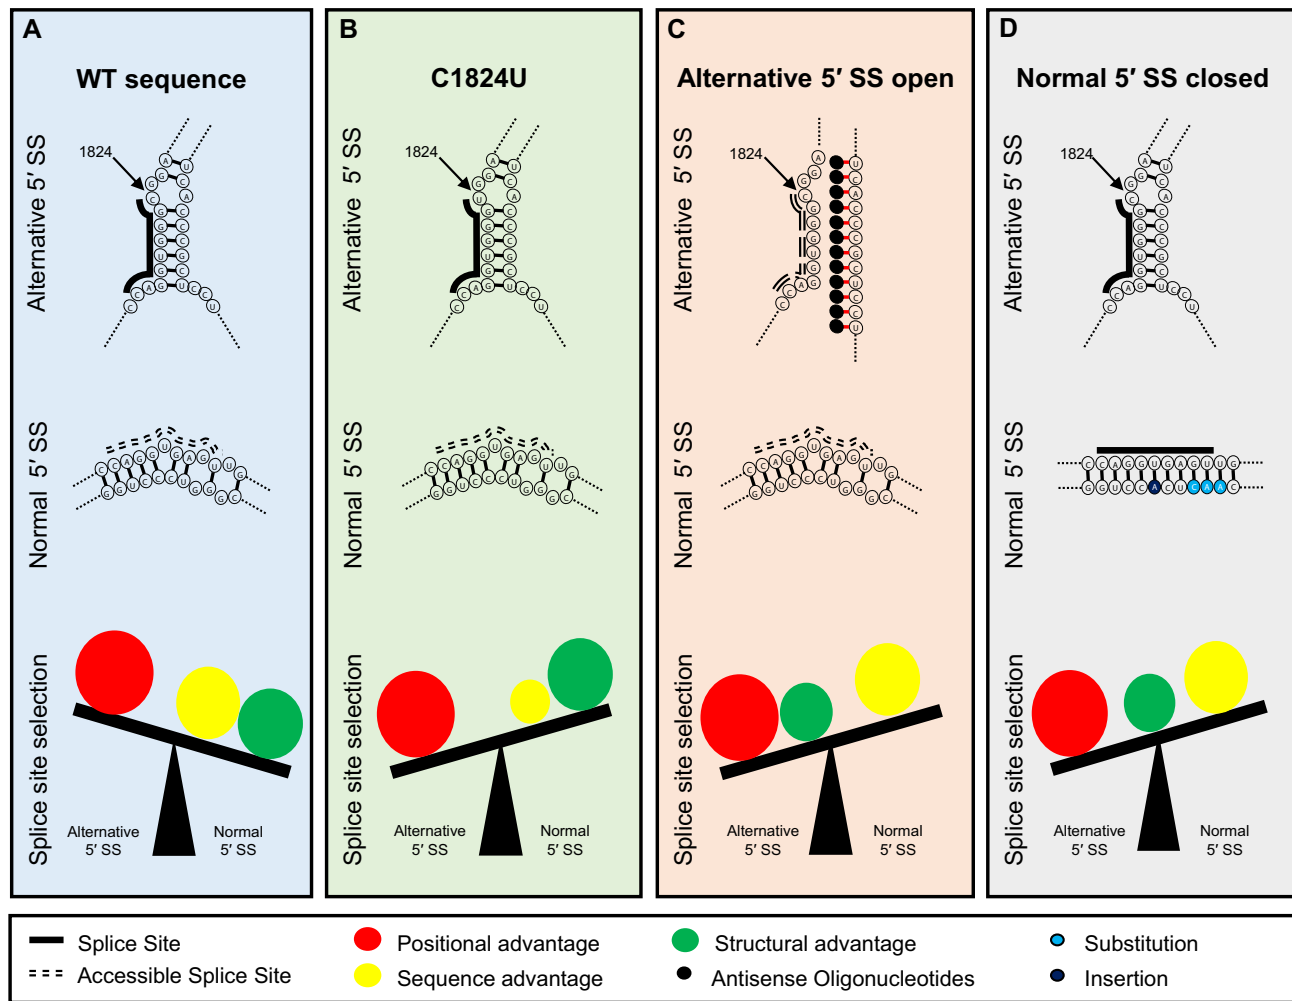 A
WT sequence
Alternative 5′ SS
1824
A G G C G G G U G G A C C
U C A C C C G C U C C U
Normal 5′ SS
C C A G G U G A G U U G
G G U C C C U G G G C
Splice site selection
Alternative
5′ SS
Normal
5′ SS
B
C1824U
Alternative 5′ SS
1824
A G G U G G G U G G A C C
U C A C C C G C U C C U
Normal 5′ SS
C C A G G U G A G U U G
G G U C C C U G G G C
Splice site selection
Alternative
5′ SS
Normal
5′ SS
C
Alternative 5′ SS open
Alternative 5′ SS
1824
A G G C G G G U G G A C C
U C A C C C G C U C C U
Normal 5′ SS
C C A G G U G A G U U G
G G U C C C U G G G C
Splice site selection
Alternative
5′ SS
Normal
5′ SS
D
Normal 5′ SS closed
Alternative 5′ SS
1824
A G G C G G G U G G A C C
U C A C C C G C U C C U
Normal 5′ SS
C C A G G U G A G U U G
G G U C C A C U C A A C
Splice site selection
Alternative
5′ SS
Normal
5′ SS
Splice Site
Positional advantage
Structural advantage
Substitution
Accessible Splice Site
Sequence advantage
Antisense Oligonucleotides
Insertion